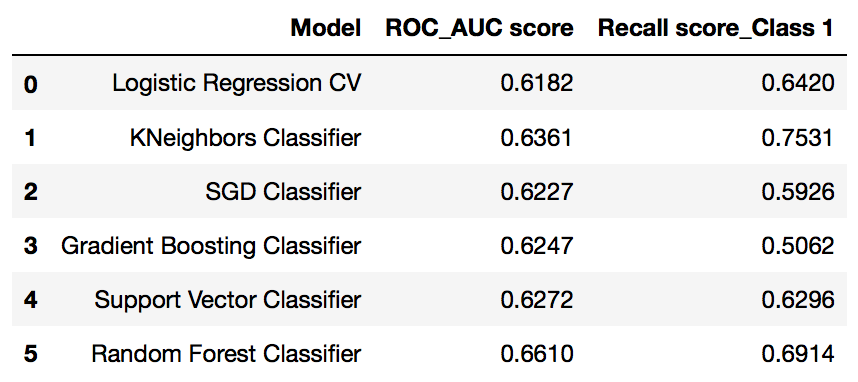 Model ROC_AUC score Recall score_Class 1
0 Logistic Regression CV 0.6182 0.6420
1 KNeighbors Classifier 0.6361 0.7531
2 SGD Classifier 0.6227 0.5926
3 Gradient Boosting Classifier 0.6247 0.5062
4 Support Vector Classifier 0.6272 0.6296
5 Random Forest Classifier 0.6610 0.6914